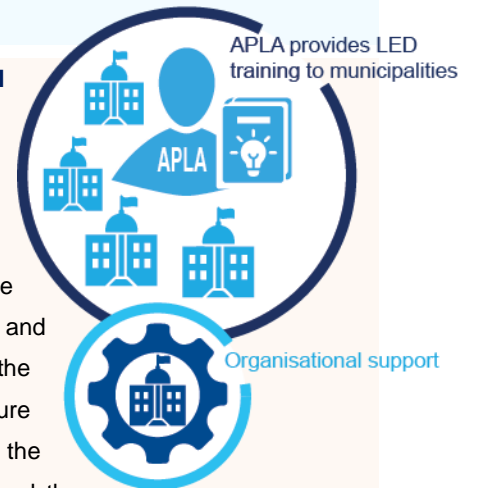 APLA provides LED
training to municipalities
APLA
e
and
the
ure
the
Organisational support